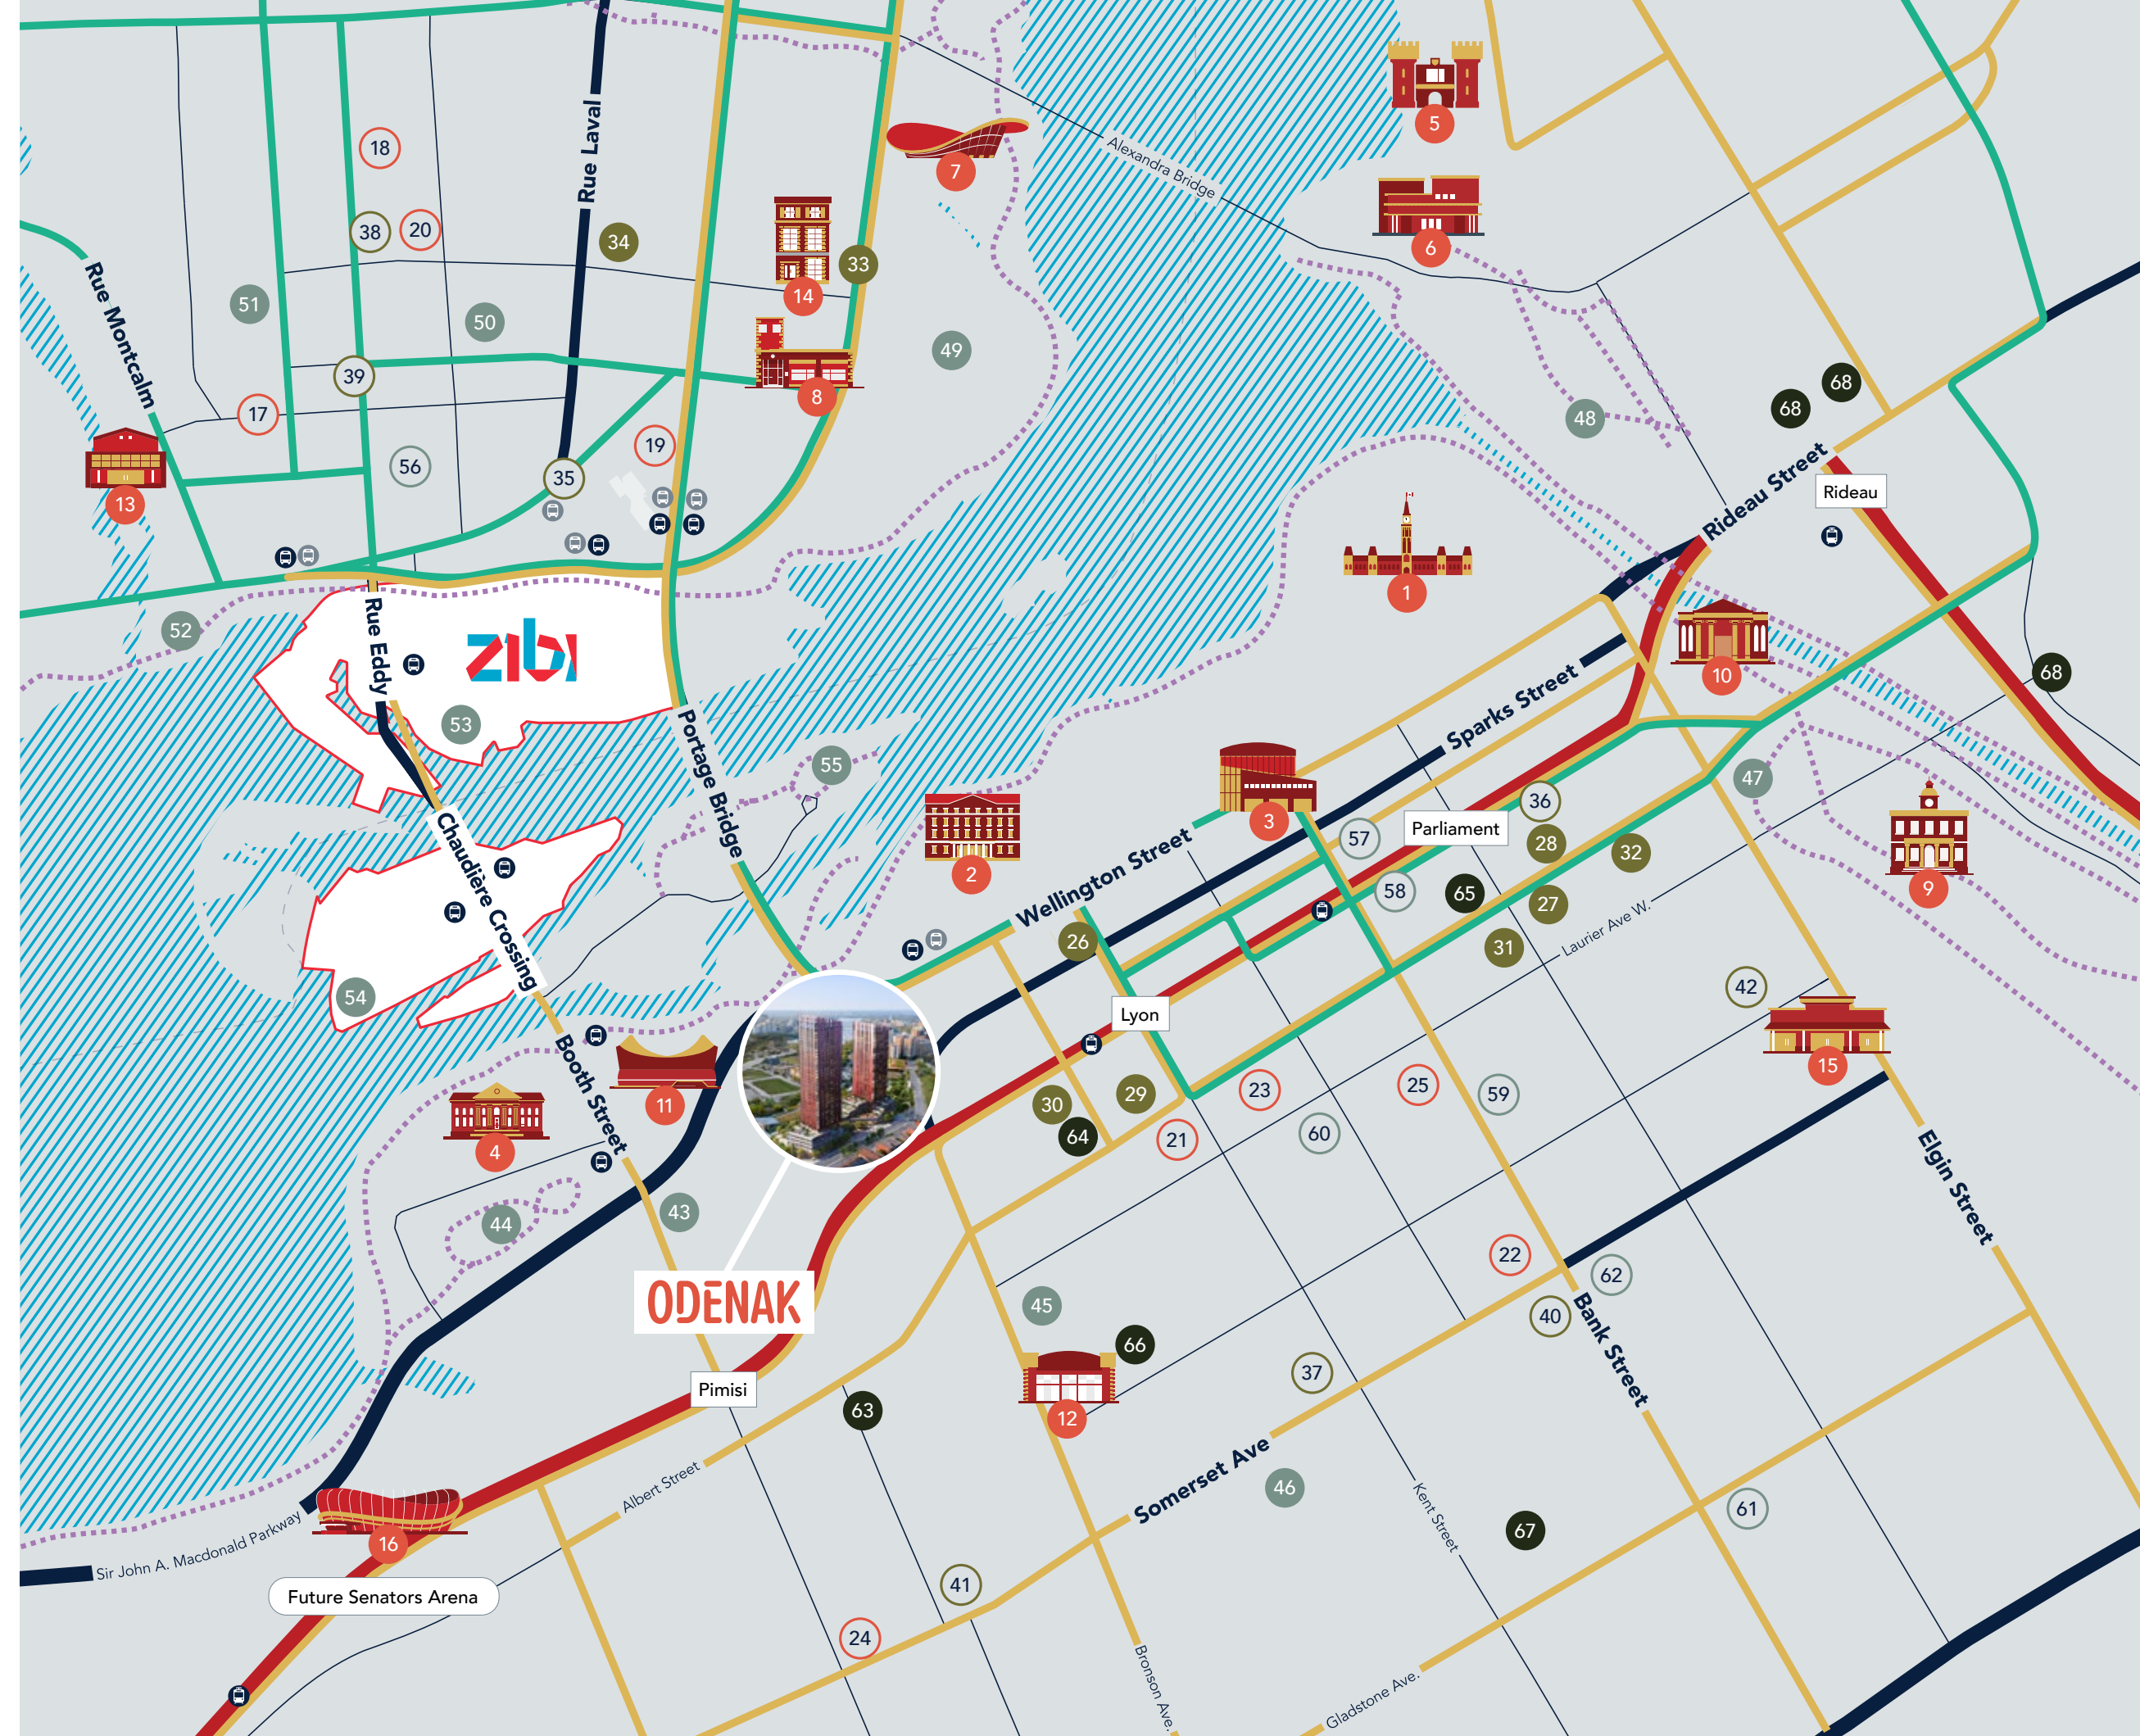 Rue Laval
Alexandra Bridge
5
18
7
38
20
34
6
14
33
51
50
49
Rue Montcalm
39
8
68
68
17
48
19
56
35
13
Rideau Street
Rideau
1
52
Rue Eddy
zibi
10
68
53
Sparks Street
55
47
Portage Bridge
3
36
57
Parliament
28
32
Chaudière Crossing
2
Wellington Street
58
65
27
9
26
31
Laurier Ave W.
54
42
Lyon
Booth Street
15
11
30
29
23
25
59
64
21
60
4
Elgin Street
43
44
22
62
ODENAK
45
40
Bank Street
66
Pimisi
37
63
12
Albert Street
Somerset Ave
46
Kent Street
61
67
16
Sir John A. Macdonald Parkway
Future Senators Arena
41
24
Bronson Ave.
Gladstone Ave.